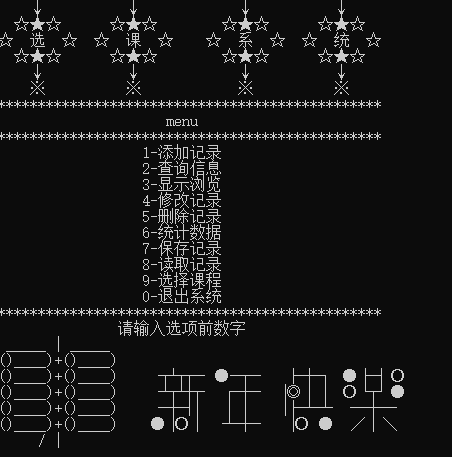 ☆★☆ ☆★☆ ☆★☆ ☆★☆
☆ 选 ☆ ☆ 课 ☆ ☆ 系 ☆ ☆ 统 ☆
☆★☆ ☆★☆ ☆★☆ ☆★☆
※ ※ ※ ※
************************************************
menu
************************************************
1-添加记录
2-查询信息
3-显示浏览
4-修改记录
5-删除记录
6-统计数据
7-保存记录
8-读取记录
9-选择课程
0-退出系统
************************************************
请输入选项前数字
新年快乐